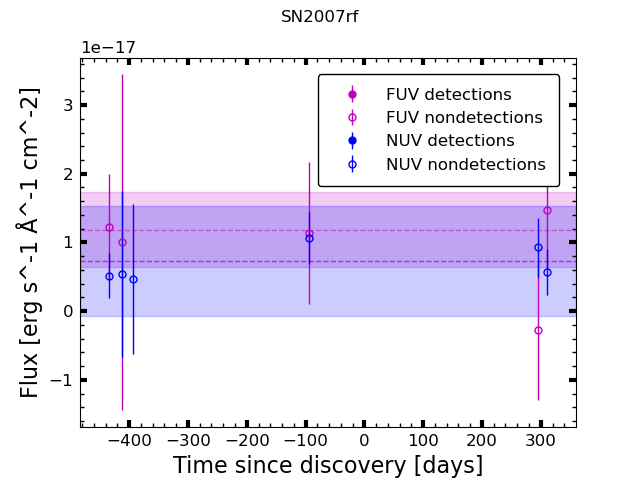 SN2007rf
1e−17
FUV detections
FUV nondetections
NUV detections
NUV nondetections
3
2
1
0
−1
Flux [erg s^-1 Å^-1 cm^-2]
−400 −300 −200 −100 0 100 200 300
Time since discovery [days]